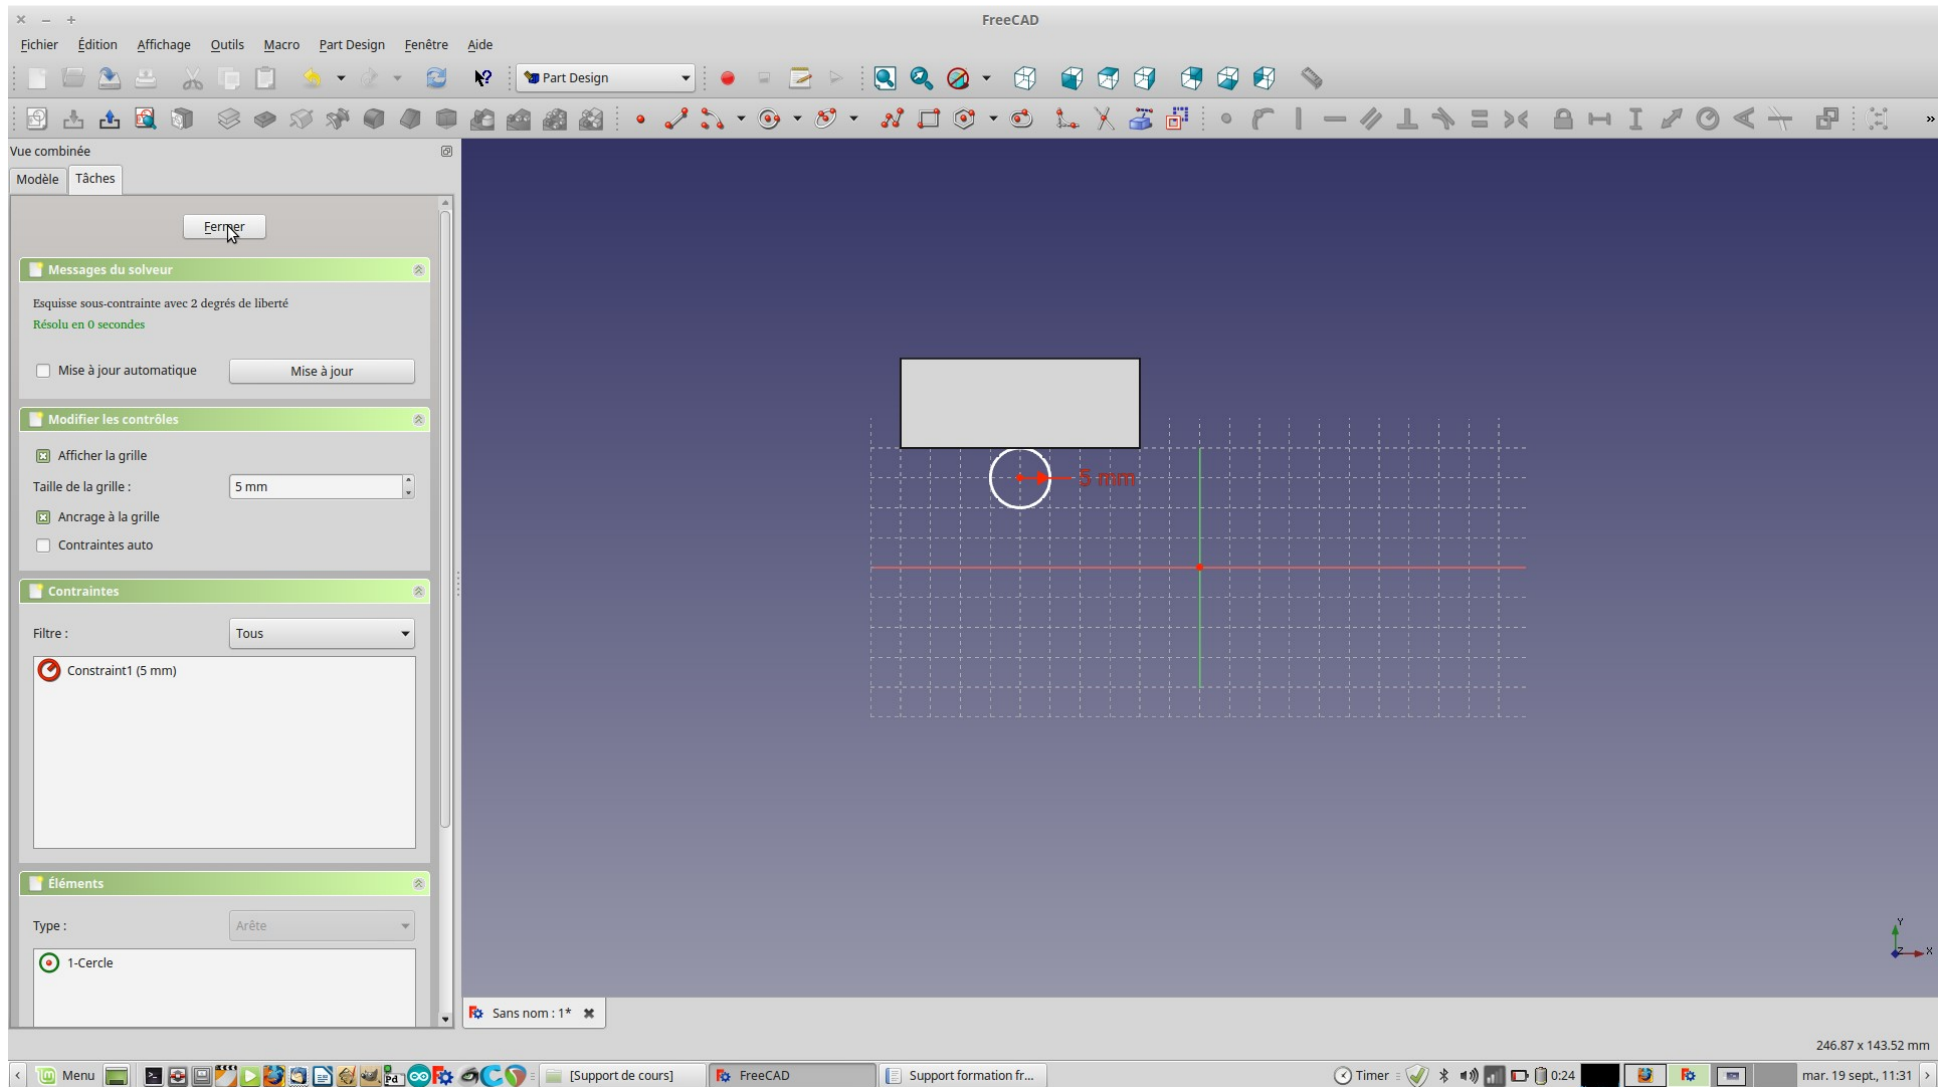 FreeCAD
Fichier Édition Affichage Outils Macro Part Design Fenêtre Aide
Part Design
Vue combinée
Modèle Tâches
Fermer
Messages du solveur
Esquisse sous-contrainte avec 2 degrés de liberté
Résolu en 0 secondes
Mise à jour automatique Mise à jour
Modifier les contrôles
Afficher la grille
Taille de la grille : 5 mm
Ancrage à la grille
Contraintes auto
Contraintes
Filtre : Tous
Constraint1 (5 mm)
Éléments
Type : Arête
1-Cercle
5 mm
Y
Z X
Sans nom : 1*
246.87 x 143.52 mm
Menu Pd [Support de cours] FreeCAD Support formation fr... Timer 0:24 mar. 19 sept., 11:31